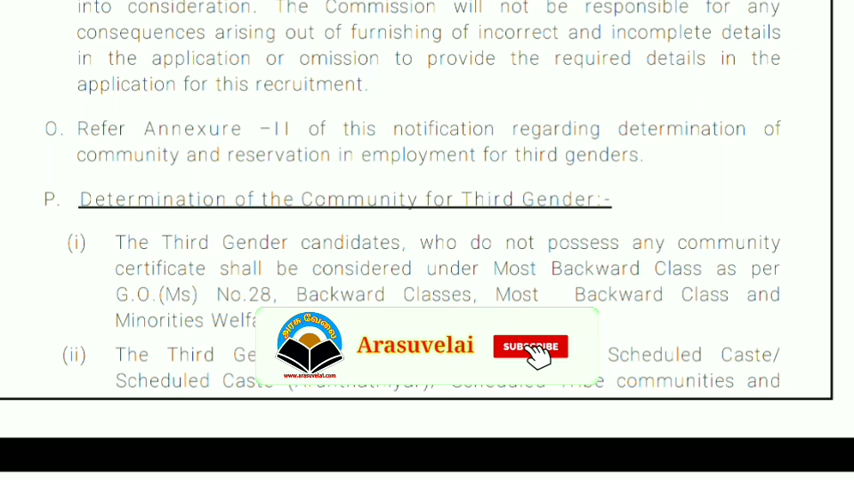 into consideration. The Commission will not be responsible for any
consequences arising out of furnishing of incorrect and incomplete details
in the application or omission to provide the required details in the
application for this recruitment.
O. Refer Annexure –II of this notification regarding determination of
community and reservation in employment for third genders.
P. Determination of the Community for Third Gender:-
(i) The Third Gender candidates, who do not possess any community
certificate shall be considered under Most Backward Class as per
G.O.(Ms) No.28, Backward Classes, Most Backward Class and
Minorities
(ii) The Third Scheduled Caste/
Scheduled communities and
அரசு வேலை
www.arasuvelai.com
Arasuvelai
SUBSCRIBE